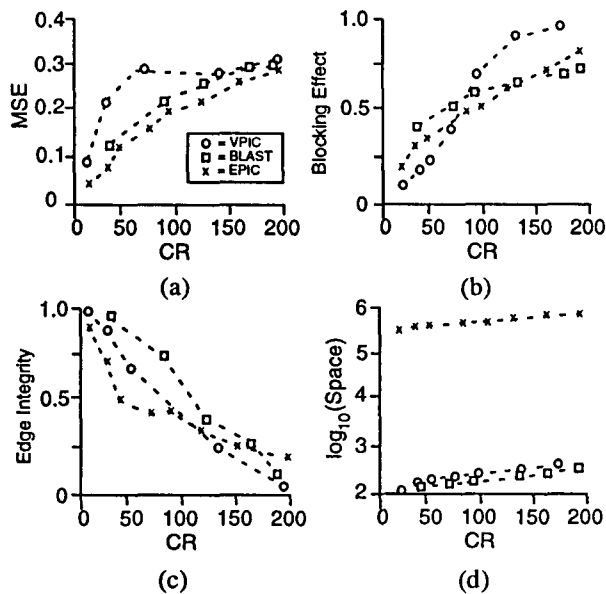 0.4
0.3
0.2
0.1
0
MSE
50 100 150 200
CR
○ = VPIC
□ = BLAST
× = EPIC
(a)
1.0
0.5
0
Blocking Effect
0 50 100 150 200
CR
(b)
1.0
0.5
0
Edge Integrity
0 50 100 150 200
CR
(c)
6
5
3
2
log10(Space)
0 50 100 150 200
CR
(d)